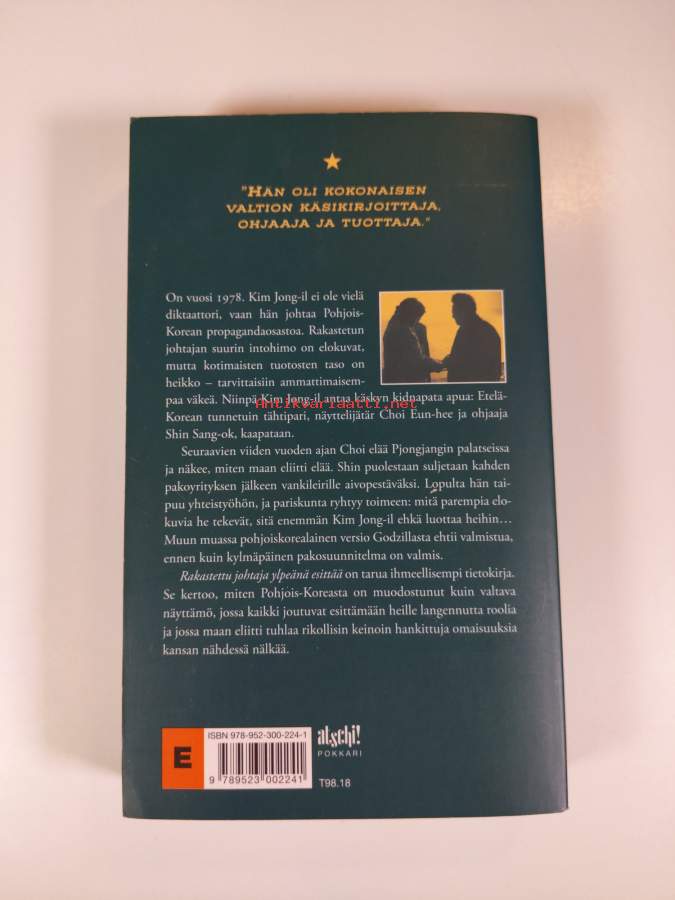 "Hän oli kokonaisen
valtion käsikirjoittaja,
ohjaaja ja tuottaja."
On vuosi 1978. Kim Jong-il ei ole vielä
diktaattori, vaan hän johtaa Pohjois-
Korean propagandaosastoa. Rakastetun
johtajan suurin intohimo on elokuvat,
mutta kotimaisten tuotosten taso on
heikko – tarvittaisiin ammattimaisem-
paa väkeä. Niinpä Kim Jong-il antaa käskyn kidnapata apua: Etelä-
Korean tunnetuin tähtipari, näyttelijätär Choi Eun-hee ja ohjaaja
Shin Sang-ok, kaapataan.
Seuraavien viiden vuoden ajan Choi elää Pjongjangin palatseissa
ja näkee, miten maan eliitti elää. Shin puolestaan suljetaan kahden
pakoyrityksen jälkeen vankileirille aivopestäväksi. Lopulta hän tai-
puu yhteistyöhön, ja pariskunta ryhtyy toimeen: mitä parempia elo-
kuvia he tekevät, sitä enemmän Kim Jong-il ehkä luottaa heihin…
Muun muassa pohjoiskorealainen versio Godzillasta ehtii valmistua,
ennen kuin kylmäpäinen pakosuunnitelma on valmis.
Rakastettu johtaja ylpeänä esittää on tarua ihmeellisempi tietokirja.
Se kertoo, miten Pohjois-Koreasta on muodostunut kuin valtava
näyttämö, jossa kaikki joutuvat esittämään heille langennutta roolia
ja jossa maan eliitti tuhlaa rikollisin keinoin hankittuja omaisuuksia
kansan nähdessä nälkää.
Antikvariaatti.net
E
ISBN 978-952-300-224-1
9 789523 002241
atschi!
POKKARI
T98.18